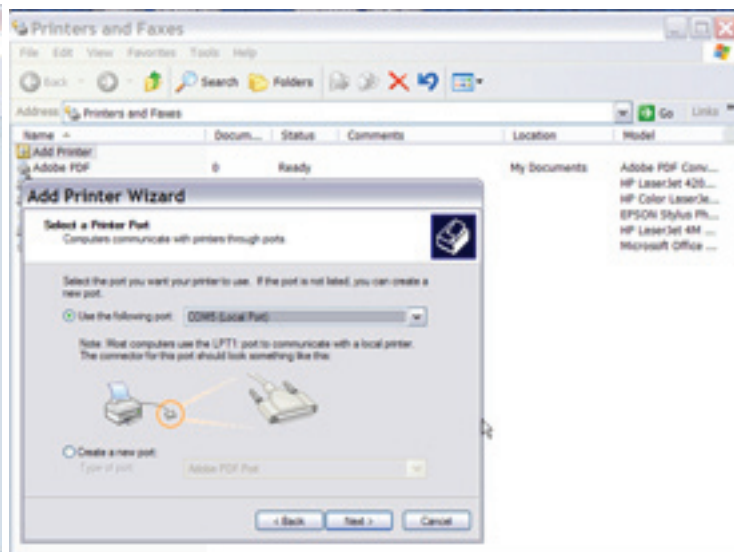 Printers and Faxes
File Edit View Favorites Tools Help
Back Search Folders
Address Printers and Faxes Go Links »
Name Docum... Status Comments Location Model
Add Printer
Adobe PDF 0 Ready My Documents Adobe PDF Conv...
HP LaserJet 420...
HP Color LaserJe...
EPSON Stylus Ph...
HP LaserJet 4M ...
Microsoft Office ...
Add Printer Wizard
Select a Printer Port
Computers communicate with printers through ports.
Select the port you want your printer to use. If the port is not listed, you can create a
new port.
Use the following port: COM5 (Local Port)
Note: Most computers use the LPT1: port to communicate with a local printer.
The connector for this port should look something like this:
Create a new port:
Type of port: Adobe PDF Port
< Back Next > Cancel